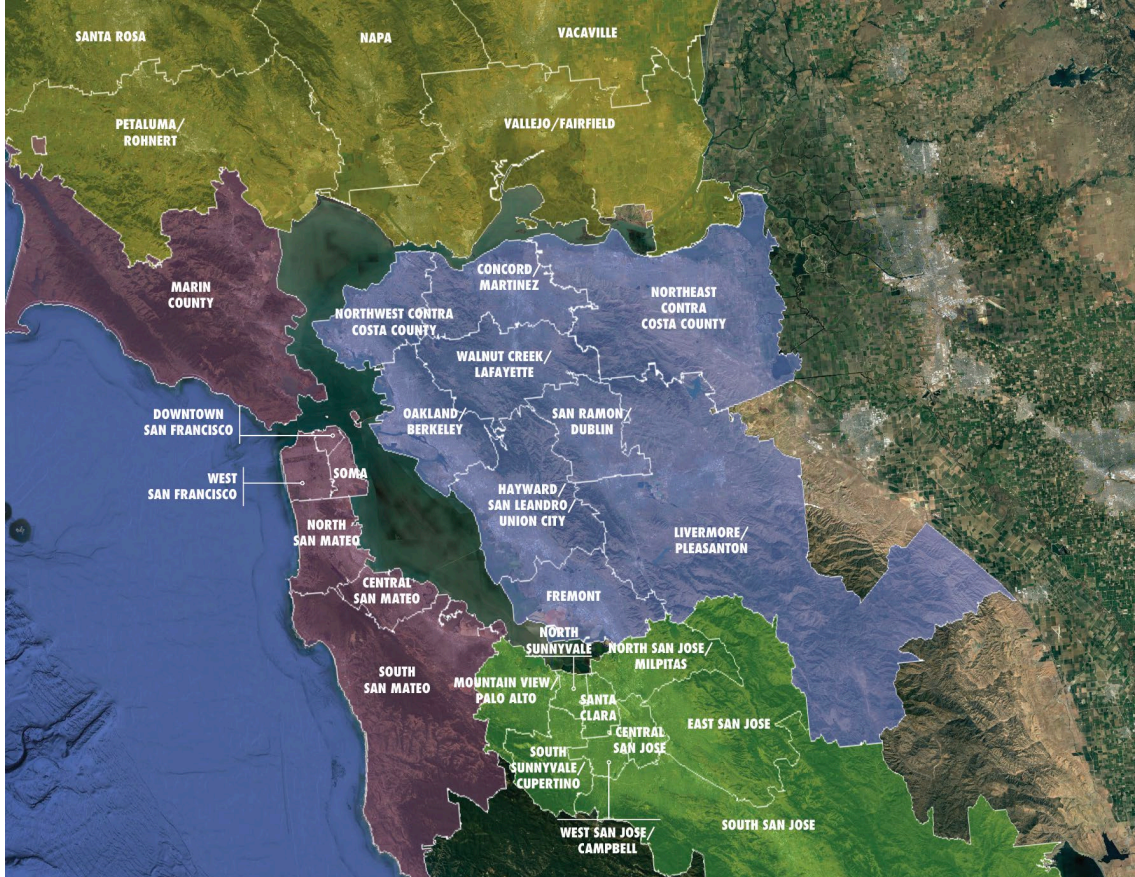 SANTA ROSA
NAPA
VACAVILLE
PETALUMA/
ROHNERT
VALLEJO/FAIRFIELD
MARIN
COUNTY
CONCORD/
MARTINEZ
NORTHEAST
CONTRA
COSTA COUNTY
NORTHWEST CONTRA
COSTA COUNTY
WALNUT CREEK/
LAFAYETTE
DOWNTOWN
SAN FRANCISCO
OAKLAND/
BERKELEY
SAN RAMON/
DUBLIN
WEST
SAN FRANCISCO
SOMA
HAYWARD/
SAN LEANDRO/
UNION CITY
NORTH
SAN MATEO
LIVERMORE/
PLEASANTON
CENTRAL
SAN MATEO
FREMONT
NORTH
SUNNYVALE
NORTH SAN JOSE/
MILPITAS
SOUTH
SAN MATEO
MOUNTAIN VIEW/
PALO ALTO
SANTA
CLARA
EAST SAN JOSE
CENTRAL
SAN JOSE
SOUTH
SUNNYVALE/
CUPERTINO
WEST SAN JOSE/
CAMPBELL
SOUTH SAN JOSE